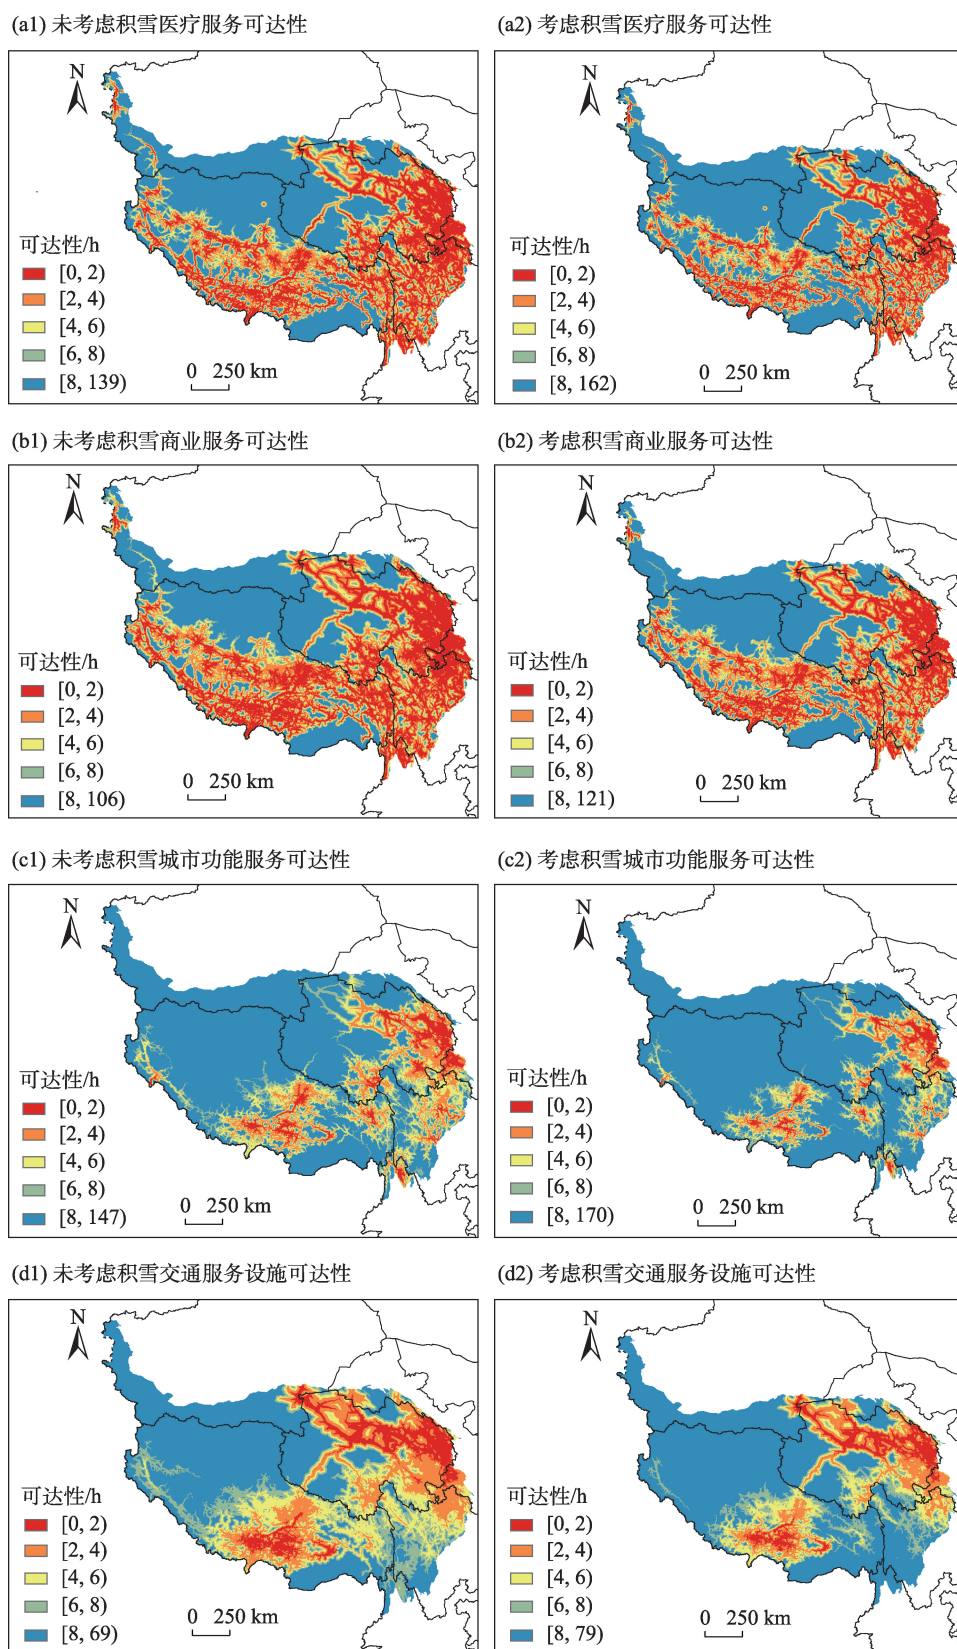 (a1) 未考虑积雪医疗服务可达性
N
可达性/h
[0, 2)
[2, 4)
[4, 6)
[6, 8)
[8, 139)
0 250 km
(a2) 考虑积雪医疗服务可达性
N
可达性/h
[0, 2)
[2, 4)
[4, 6)
[6, 8)
[8, 162)
0 250 km
(b1) 未考虑积雪商业服务可达性
N
可达性/h
[0, 2)
[2, 4)
[4, 6)
[6, 8)
[8, 106)
0 250 km
(b2) 考虑积雪商业服务可达性
N
可达性/h
[0, 2)
[2, 4)
[4, 6)
[6, 8)
[8, 121)
0 250 km
(c1) 未考虑积雪城市功能服务可达性
N
可达性/h
[0, 2)
[2, 4)
[4, 6)
[6, 8)
[8, 147)
0 250 km
(c2) 考虑积雪城市功能服务可达性
N
可达性/h
[0, 2)
[2, 4)
[4, 6)
[6, 8)
[8, 170)
0 250 km
(d1) 未考虑积雪交通服务设施可达性
N
可达性/h
[0, 2)
[2, 4)
[4, 6)
[6, 8)
[8, 69)
0 250 km
(d2) 考虑积雪交通服务设施可达性
N
可达性/h
[0, 2)
[2, 4)
[4, 6)
[6, 8)
[8, 79)
0 250 km